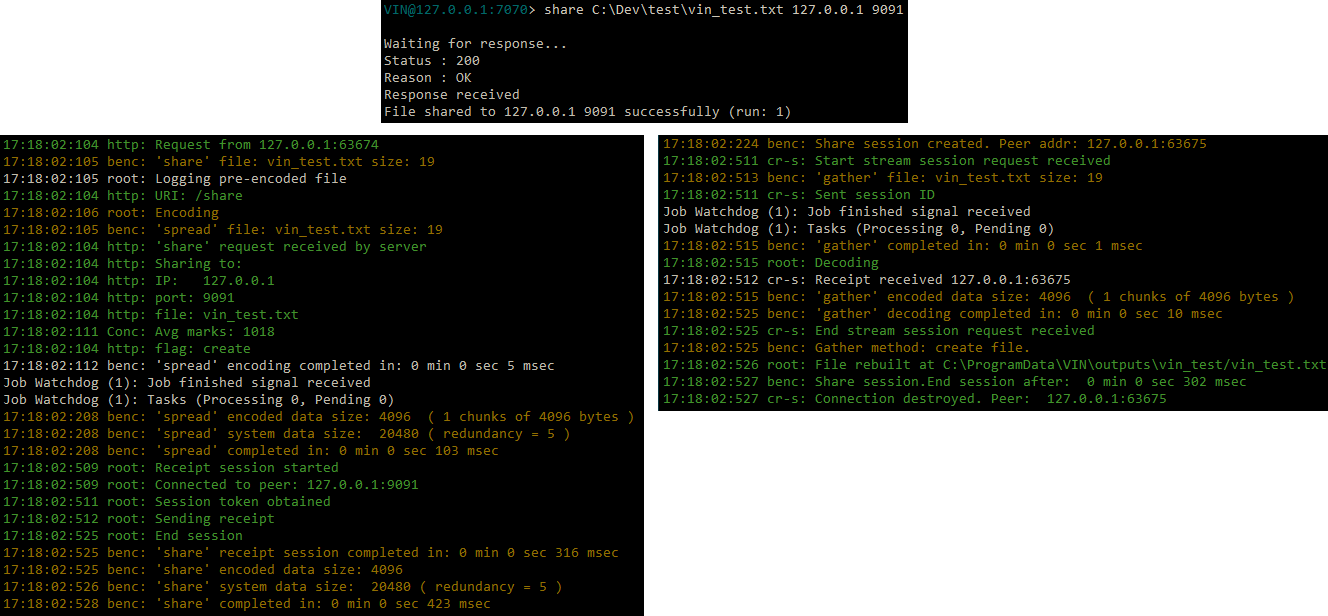 VIN@127.0.0.1:7070> share C:\Dev\test\vin_test.txt 127.0.0.1 9091
Waiting for response...
Status : 200
Reason : OK
Response received
File shared to 127.0.0.1 9091 successfully (run: 1)
17:18:02:104 http: Request from 127.0.0.1:63674
17:18:02:105 benc: 'share' file: vin_test.txt size: 19
17:18:02:105 root: Logging pre-encoded file
17:18:02:104 http: URI: /share
17:18:02:106 root: Encoding
17:18:02:105 benc: 'spread' file: vin_test.txt size: 19
17:18:02:104 http: 'share' request received by server
17:18:02:104 http: Sharing to:
17:18:02:104 http: IP:   127.0.0.1
17:18:02:104 http: port: 9091
17:18:02:104 http: file: vin_test.txt
17:18:02:111 Conc: Avg marks: 1018
17:18:02:104 http: flag: create
17:18:02:112 benc: 'spread' encoding completed in: 0 min 0 sec 5 msec
Job Watchdog (1): Job finished signal received
Job Watchdog (1): Tasks (Processing 0, Pending 0)
17:18:02:208 benc: 'spread' encoded data size: 4096  ( 1 chunks of 4096 bytes )
17:18:02:208 benc: 'spread' system data size:  20480 ( redundancy = 5 )
17:18:02:208 benc: 'spread' completed in: 0 min 0 sec 103 msec
17:18:02:509 root: Receipt session started
17:18:02:509 root: Connected to peer: 127.0.0.1:9091
17:18:02:511 root: Session token obtained
17:18:02:512 root: Sending receipt
17:18:02:525 root: End session
17:18:02:525 benc: 'share' receipt session completed in: 0 min 0 sec 316 msec
17:18:02:525 benc: 'share' encoded data size: 4096
17:18:02:526 benc: 'share' system data size:  20480 ( redundancy = 5 )
17:18:02:528 benc: 'share' completed in: 0 min 0 sec 423 msec
17:18:02:224 benc: Share session created. Peer addr: 127.0.0.1:63675
17:18:02:511 cr-s: Start stream session request received
17:18:02:513 benc: 'gather' file: vin_test.txt size: 19
17:18:02:511 cr-s: Sent session ID
Job Watchdog (1): Job finished signal received
Job Watchdog (1): Tasks (Processing 0, Pending 0)
17:18:02:515 benc: 'gather' completed in: 0 min 0 sec 1 msec
17:18:02:515 root: Decoding
17:18:02:512 cr-s: Receipt received 127.0.0.1:63675
17:18:02:515 benc: 'gather' encoded data size: 4096  ( 1 chunks of 4096 bytes )
17:18:02:525 benc: 'gather' decoding completed in: 0 min 0 sec 10 msec
17:18:02:525 cr-s: End stream session request received
17:18:02:525 benc: Gather method: create file.
17:18:02:526 root: File rebuilt at C:\ProgramData\VIN\outputs\vin_test/vin_test.txt
17:18:02:527 benc: Share session.End session after:  0 min 0 sec 302 msec
17:18:02:527 cr-s: Connection destroyed. Peer:  127.0.0.1:63675